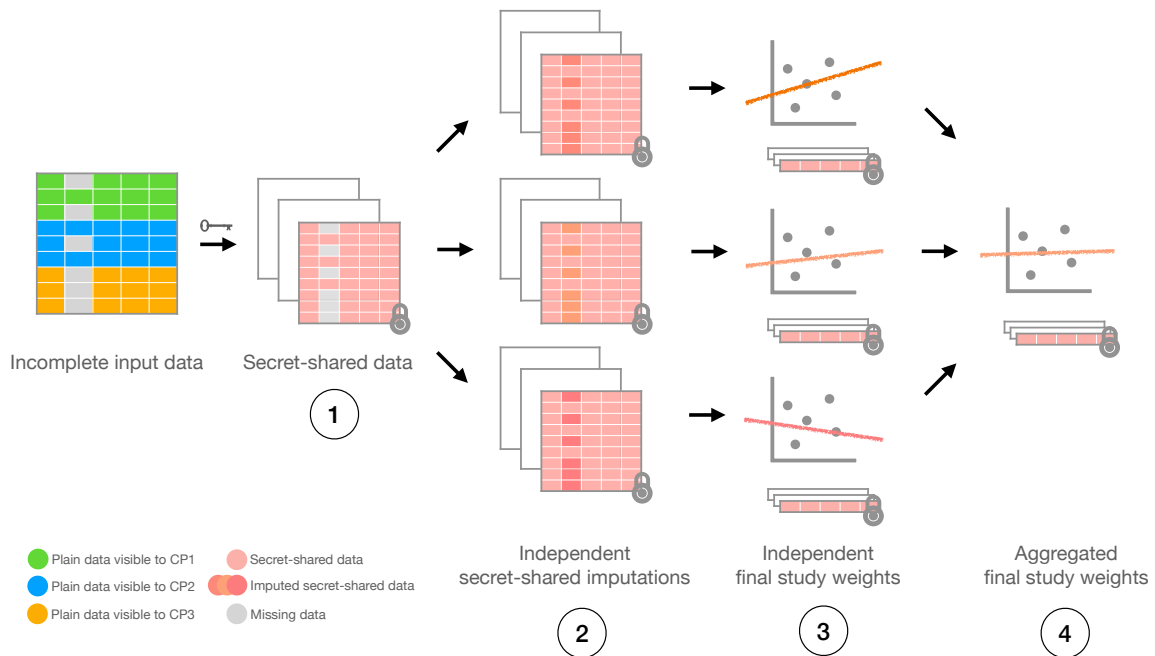 Incomplete input data
Secret-shared data
1
Plain data visible to CP1
Plain data visible to CP2
Plain data visible to CP3
Secret-shared data
Imputed secret-shared data
Missing data
Independent
secret-shared imputations
2
Independent
final study weights
3
Aggregated
final study weights
4